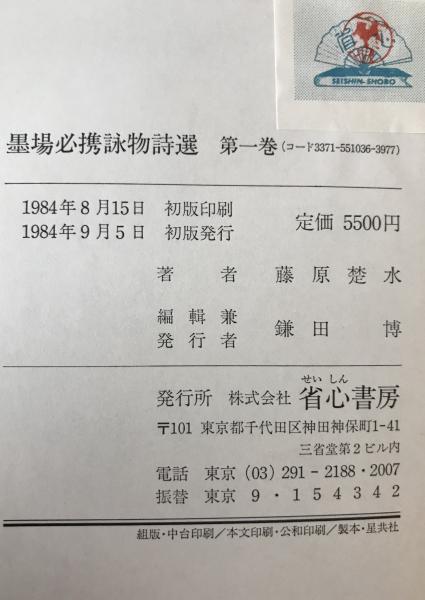 省心
SEISHIN-SHOBO
墨場必携詠物詩選 第一巻 (コード3371-551036-3977)
1984年8月15日 初版印刷
1984年9月5日 初版発行
定価 5500円
著者 藤原楚水
編輯兼
発行者 鎌田 博
せいしん
発行所 株式会社 省心書房
〒101 東京都千代田区神田神保町1-41
三省堂第2ビル内
電話 東京 (03) 291-2188・2007
振替 東京 9・154342
組版・中台印刷/本文印刷・公和印刷/製本・星共社